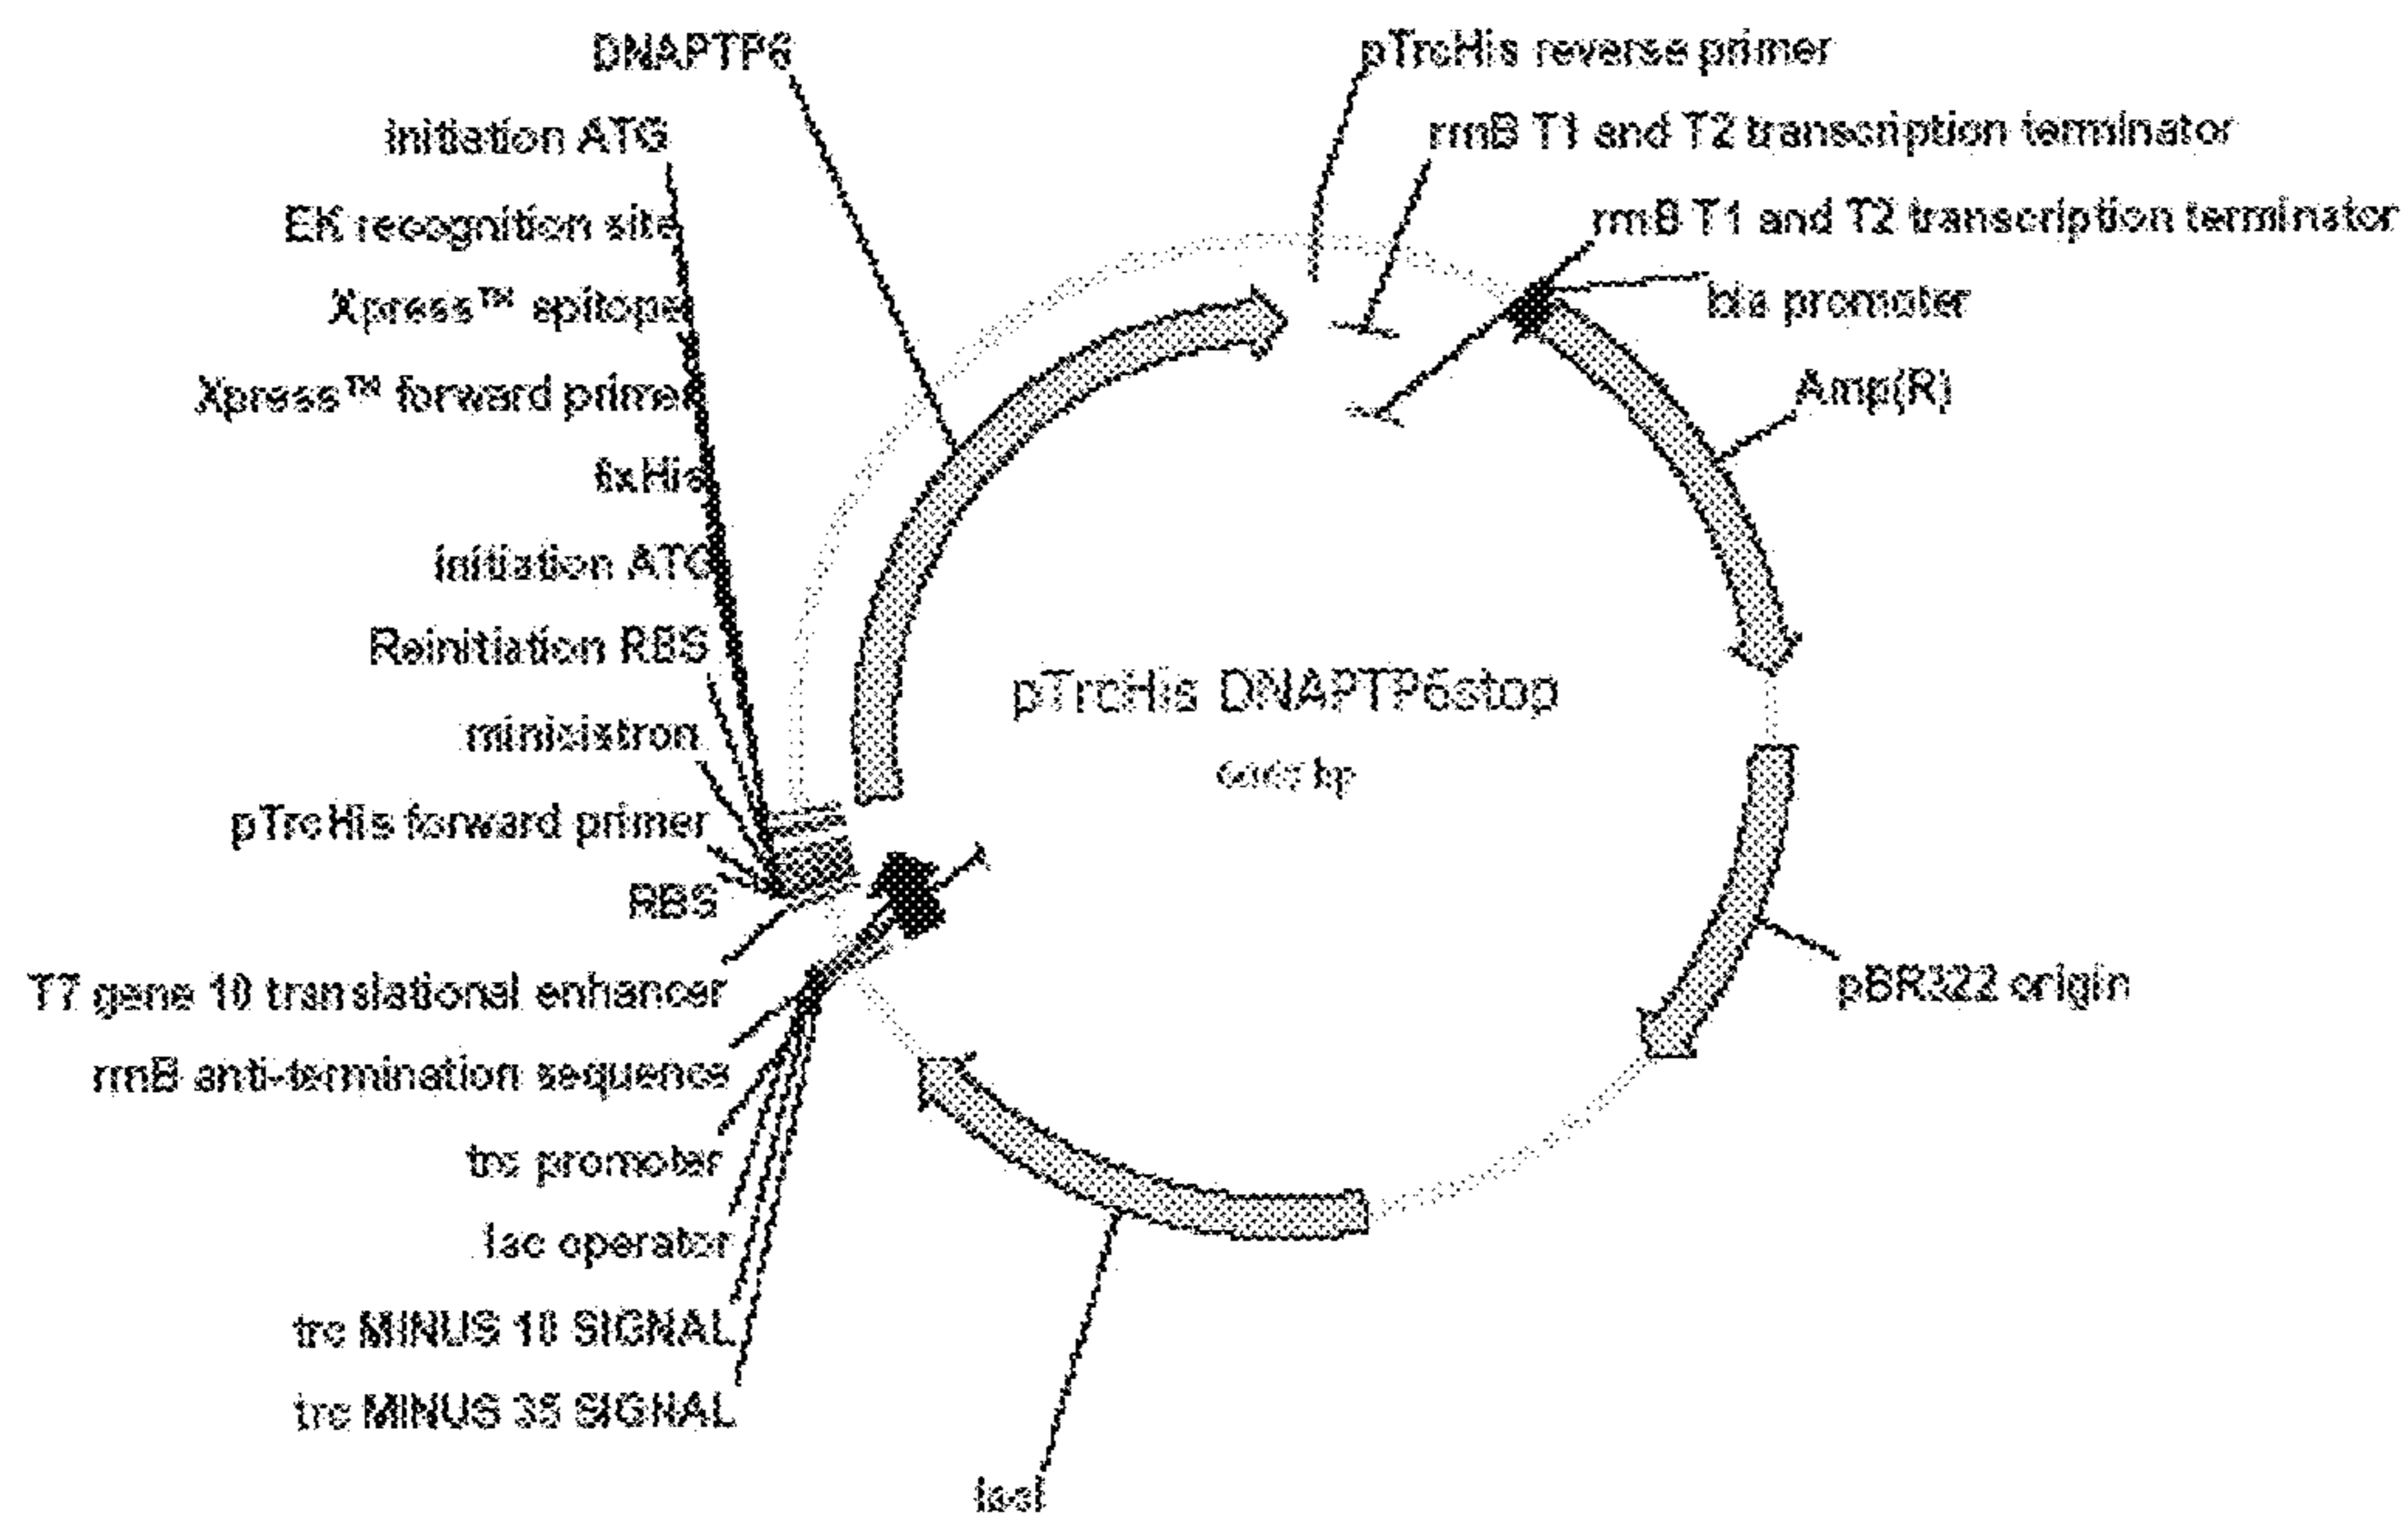 DNAPTP6
pTrcHis reverse primer
initiation ATG
rrnB T1 and T2 transcription terminator
EK recognition site
rrnB T1 and T2 transcription terminator
Xpress™ epitope
bla promoter
Xpress™ forward primer
Amp(R)
6xHis
initiation ATG
Reinitiation RBS
pTrcHis DNAPTP6stop
minicistron
bp
pTrcHis forward primer
RBS
T7 gene 10 translational enhancer
pBR322 origin
rrnB anti-termination sequence
trc promoter
lac operator
trc MINUS 10 SIGNAL
trc MINUS 35 SIGNAL
lacI